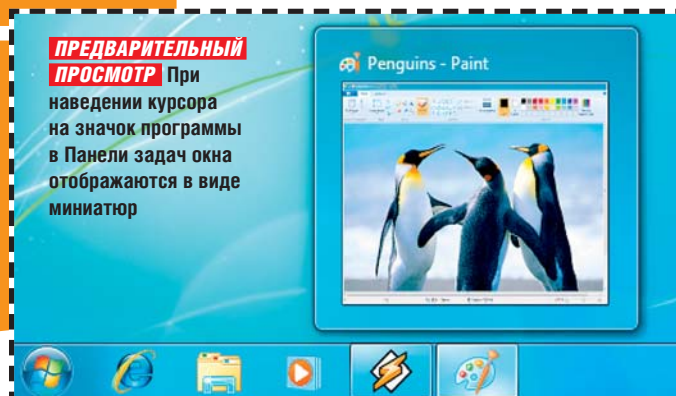 ПРЕДВАРИТЕЛЬНЫЙ
ПРОСМОТР При
наведении курсора
на значок программы
в Панели задач окна
отображаются в виде
миниатюр
Penguins - Paint